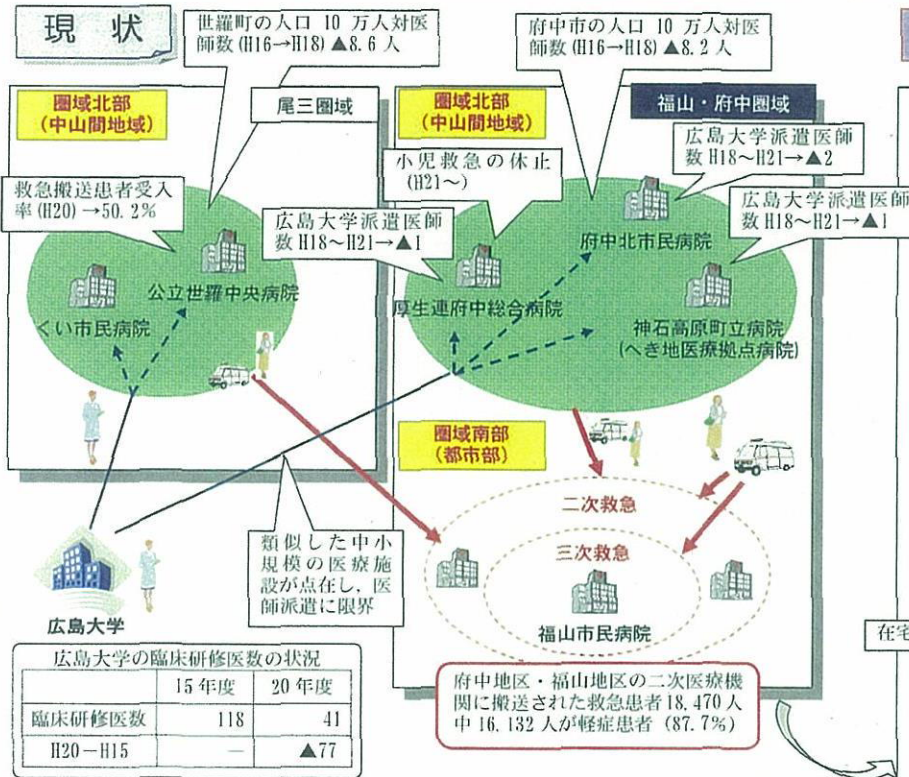 現状
世羅町の人口 10 万人対医
師数(H16→H18)▲8.6 人
府中市の人口 10 万人対医
師数(H16→H18)▲8.2 人
圏域北部
(中山間地域)
尾三圏域
圏域北部
(中山間地域)
福山・府中圏域
救急搬送患者受入
率(H20)→50.2%
小児救急の休止
(H21～)
広島大学派遣医師
数 H18～H21→▲2
広島大学派遣医師
数 H18～H21→▲1
広島大学派遣医師
数 H18～H21→▲1
府中北市民病院
公立世羅中央病院
くい市民病院
厚生連府中総合病院
神石高原町立病院
(へき地医療拠点病院)
圏域南部
(都市部)
二次救急
三次救急
福山市民病院
類似した中小
規模の医療施
設が点在し，医
師派遣に限界
広島大学
広島大学の臨床研修医数の状況
15 年度 20 年度
臨床研修医数 118 41
H20－H15 － ▲77
府中地区・福山地区の二次医療機
関に搬送された救急患者 18,470 人
中 16,132 人が軽症患者（87.7%）
在宅